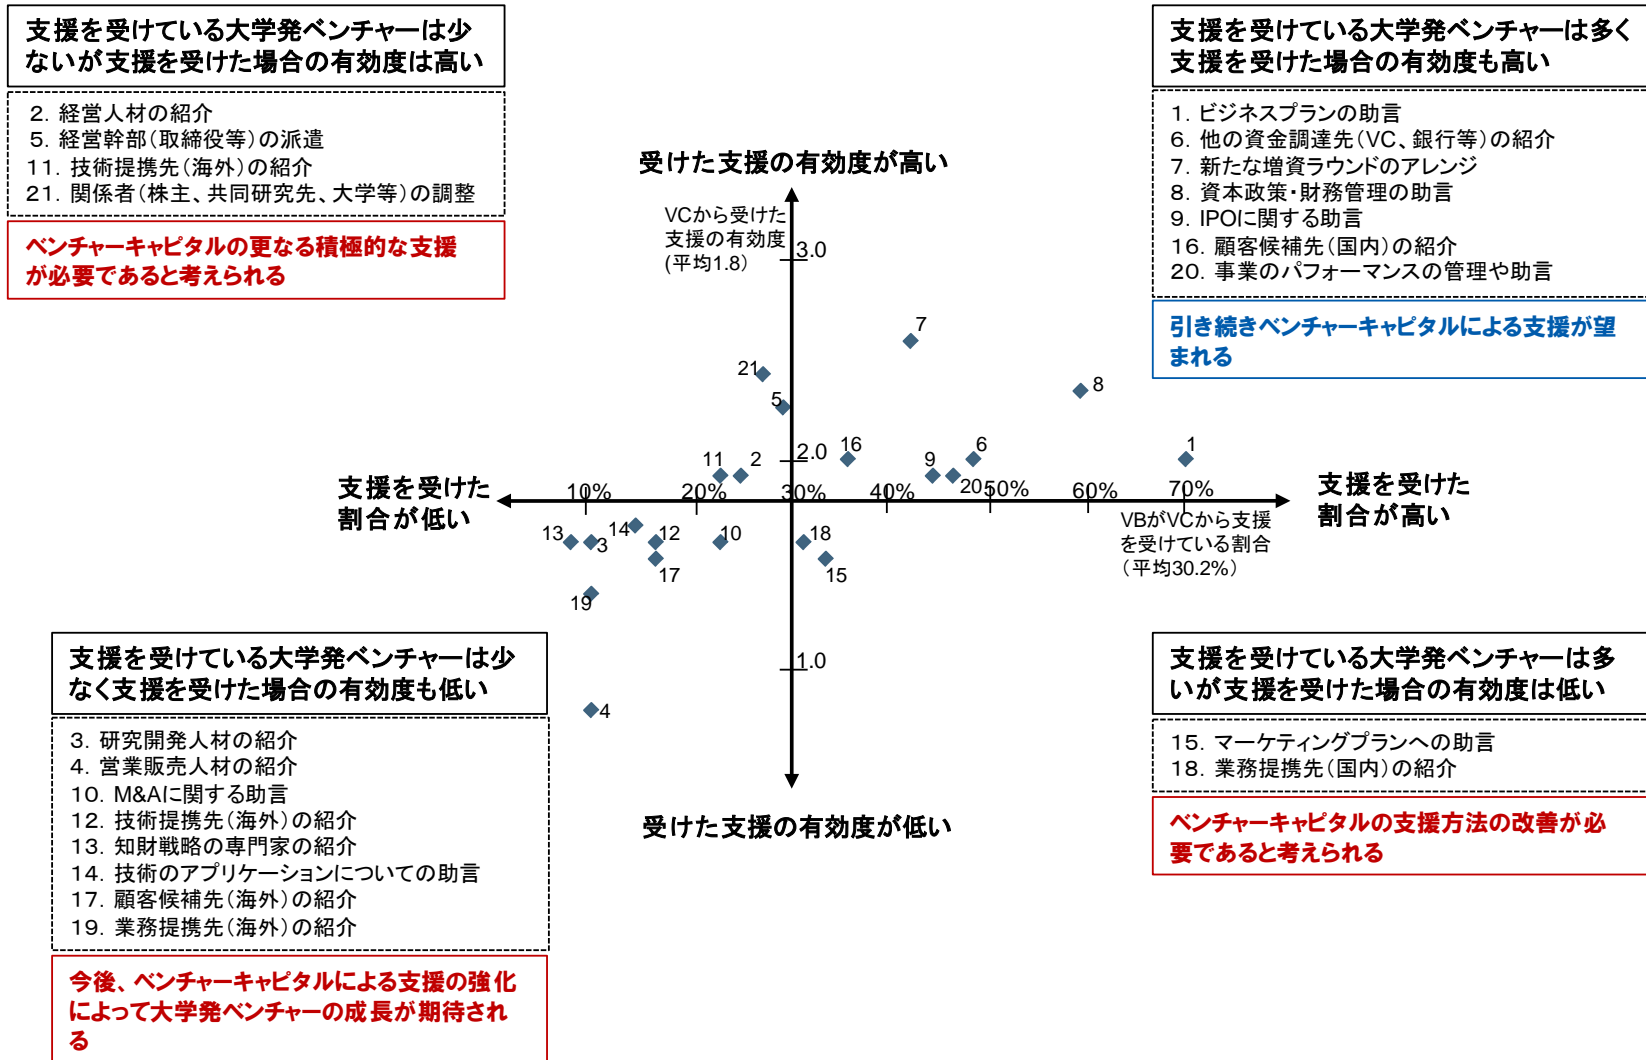 支援を受けている大学発ベンチャーは少
ないが支援を受けた場合の有効度は高い
2. 経営人材の紹介
5. 経営幹部(取締役等)の派遣
11. 技術提携先(海外)の紹介
21. 関係者(株主、共同研究先、大学等)の調整
ベンチャーキャピタルの更なる積極的な支援
が必要であると考えられる
支援を受けている大学発ベンチャーは多く
支援を受けた場合の有効度も高い
1. ビジネスプランの助言
6. 他の資金調達先(VC、銀行等)の紹介
7. 新たな増資ラウンドのアレンジ
8. 資本政策・財務管理の助言
9. IPOに関する助言
16. 顧客候補先(国内)の紹介
20. 事業のパフォーマンスの管理や助言
引き続きベンチャーキャピタルによる支援が望
まれる
受けた支援の有効度が高い
VCから受けた
支援の有効度
(平均1.8)
3.0
7
21
8
5
2.0
16
6
1
11
2
9
20
支援を受けた
割合が低い
10%
20%
30%
40%
50%
60%
70%
支援を受けた
割合が高い
VBがVCから支援
を受けている割合
(平均30.2%)
13
3
14
12
10
18
17
15
19
1.0
4
受けた支援の有効度が低い
支援を受けている大学発ベンチャーは少
なく支援を受けた場合の有効度も低い
3. 研究開発人材の紹介
4. 営業販売人材の紹介
10. M&Aに関する助言
12. 技術提携先(海外)の紹介
13. 知財戦略の専門家の紹介
14. 技術のアプリケーションについての助言
17. 顧客候補先(海外)の紹介
19. 業務提携先(海外)の紹介
今後、ベンチャーキャピタルによる支援の強化
によって大学発ベンチャーの成長が期待され
る
支援を受けている大学発ベンチャーは多
いが支援を受けた場合の有効度は低い
15. マーケティングプランへの助言
18. 業務提携先(国内)の紹介
ベンチャーキャピタルの支援方法の改善が必
要であると考えられる